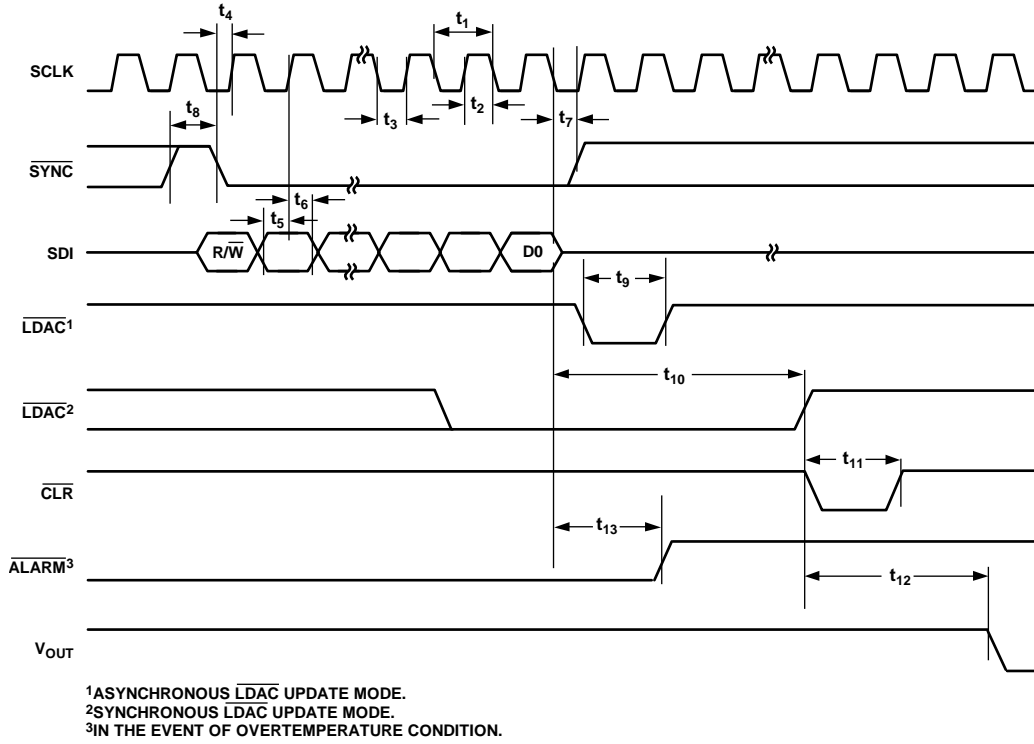 t4
t1
SCLK
t8
t3
t2
t7
SYNC
t6
t5
SDI
R/W
D0
t9
LDAC1
t10
LDAC2
t11
CLR
t13
ALARM3
t12
VOUT
1ASYNCHRONOUS LDAC UPDATE MODE.
2SYNCHRONOUS LDAC UPDATE MODE.
3IN THE EVENT OF OVERTEMPERATURE CONDITION.